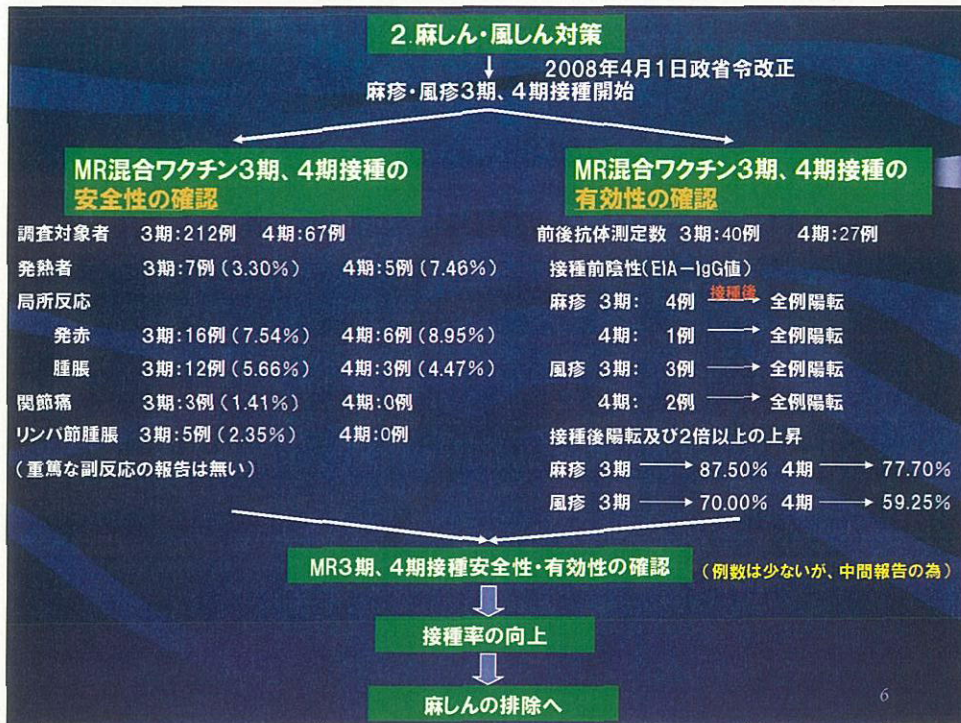 2.麻しん・風しん対策
2008年4月1日政省令改正
麻疹・風疹3期、4期接種開始
MR混合ワクチン3期、4期接種の
安全性の確認
調査対象者 3期:212例 4期:67例
発熱者 3期:7例(3.30%) 4期:5例(7.46%)
局所反応
発赤 3期:16例(7.54%) 4期:6例(8.95%)
腫脹 3期:12例(5.66%) 4期:3例(4.47%)
関節痛 3期:3例(1.41%) 4期:0例
リンパ節腫脹 3期:5例(2.35%) 4期:0例
(重篤な副反応の報告は無い)
MR混合ワクチン3期、4期接種の
有効性の確認
前後抗体測定数 3期:40例 4期:27例
接種前陰性(EIA-IgG値)
接種後
麻疹 3期: 4例 → 全例陽転
4期: 1例 → 全例陽転
風疹 3期: 3例 → 全例陽転
4期: 2例 → 全例陽転
接種後陽転及び2倍以上の上昇
麻疹 3期 → 87.50% 4期 → 77.70%
風疹 3期 → 70.00% 4期 → 59.25%
MR3期、4期接種安全性・有効性の確認 (例数は少ないが、中間報告の為)
接種率の向上
麻しんの排除へ
6